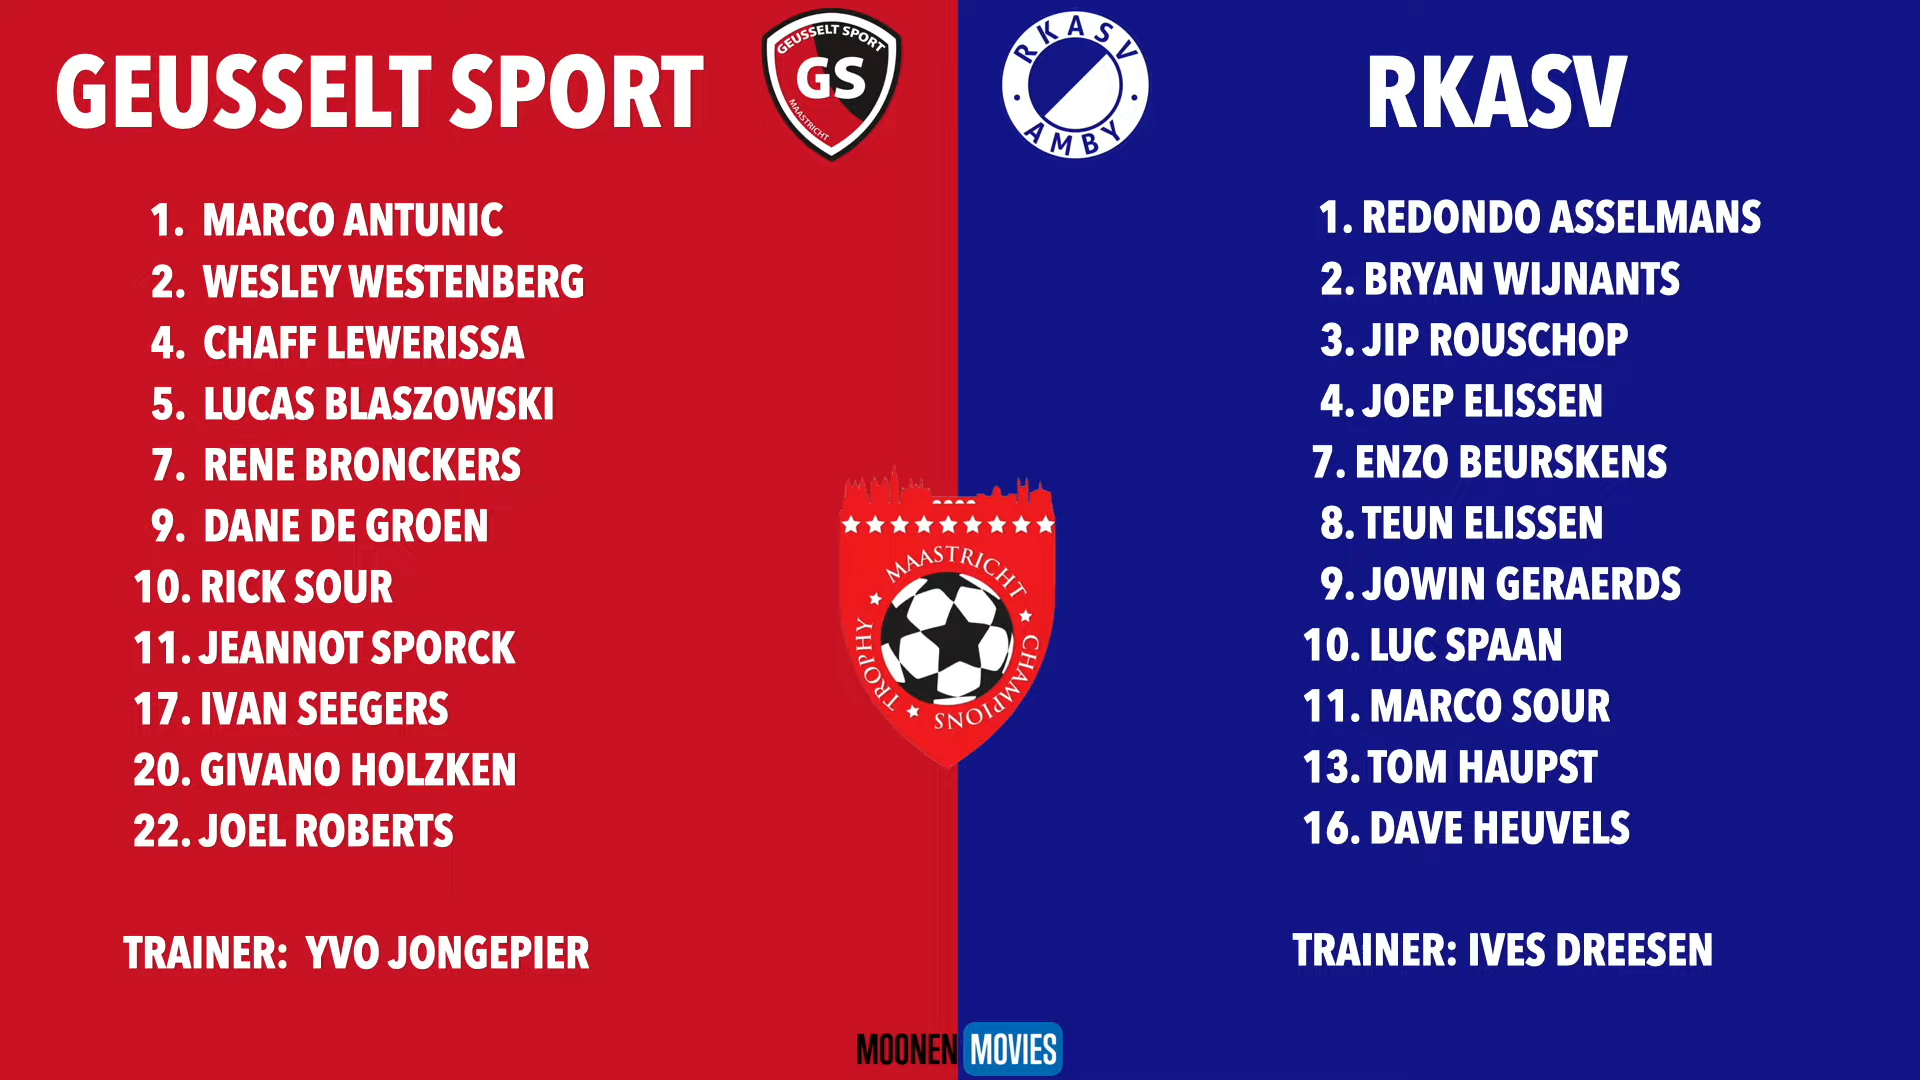 GEUSSELT SPORT
GEUSSELT SPORT
GS
MAASTRICHT
1. MARCO ANTUNIC
2. WESLEY WESTENBERG
4. CHAFF LEWERISSA
5. LUCAS BLASZOWSKI
7. RENE BRONCKERS
9. DANE DE GROEN
10. RICK SOUR
11. JEANNOT SPORCK
17. IVAN SEEGERS
20. GIVANO HOLZKEN
22. JOEL ROBERTS
TRAINER: YVO JONGEPIER
RKASV
AMBY
RKASV
1. REDONDO ASSELMANS
2. BRYAN WIJNANTS
3. JIP ROUSCHOP
4. JOEP ELISSEN
7. ENZO BEURSKENS
8. TEUN ELISSEN
9. JOWIN GERAERDS
10. LUC SPAAN
11. MARCO SOUR
13. TOM HAUPST
16. DAVE HEUVELS
TRAINER: IVES DREESEN
MAASTRICHT
CHAMPIONS
TROPHY
MOONEN MOVIES